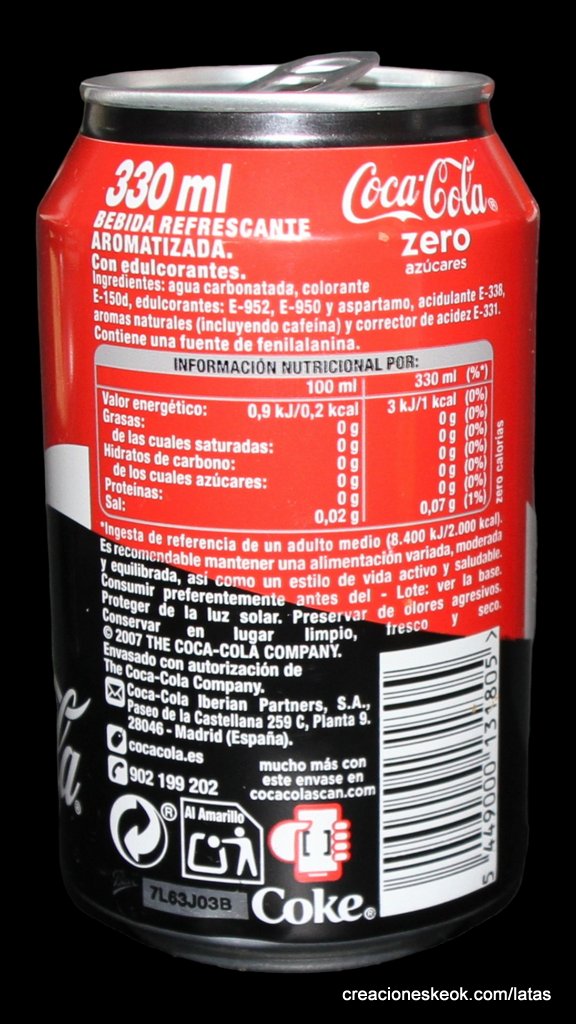 330 ml
Coca-Cola®
zero
azúcares
BEBIDA REFRESCANTE
AROMATIZADA.
Con edulcorantes.
Ingredientes: agua carbonatada, colorante
E-150d, edulcorantes: E-952, E-950 y aspartamo, acidulante E-338,
aromas naturales (incluyendo cafeína) y corrector de acidez E-331.
Contiene una fuente de fenilalanina.
INFORMACIÓN NUTRICIONAL POR:
100 ml 330 ml (%*)
Valor energético: 0,9 kJ/0,2 kcal 3 kJ/1 kcal (0%)
Grasas: 0 g 0 g (0%)
de las cuales saturadas: 0 g 0 g (0%)
Hidratos de carbono: 0 g 0 g (0%)
de los cuales azúcares: 0 g 0 g (0%)
Proteínas: 0 g 0 g (0%)
Sal: 0,02 g 0,07 g (1%)
zero calorías
*Ingesta de referencia de un adulto medio (8.400 kJ/2.000 kcal).
Es recomendable mantener una alimentación variada, moderada
y equilibrada, así como un estilo de vida activo y saludable.
Consumir preferentemente antes del - Lote: ver la base.
Proteger de la luz solar. Preservar de olores agresivos.
Conservar en lugar limpio, fresco y seco.
© 2007 THE COCA-COLA COMPANY.
Envasado con autorización de
The Coca-Cola Company.
Coca-Cola Iberian Partners, S.A.,
Paseo de la Castellana 259 C, Planta 9.
28046 - Madrid (España).
cocacola.es
902 199 202
mucho más con
este envase en
cocacolascan.com
®
Al Amarillo
7L63J03B
Coke®
5 449000 131805 >
la®
creacioneskeok.com/latas